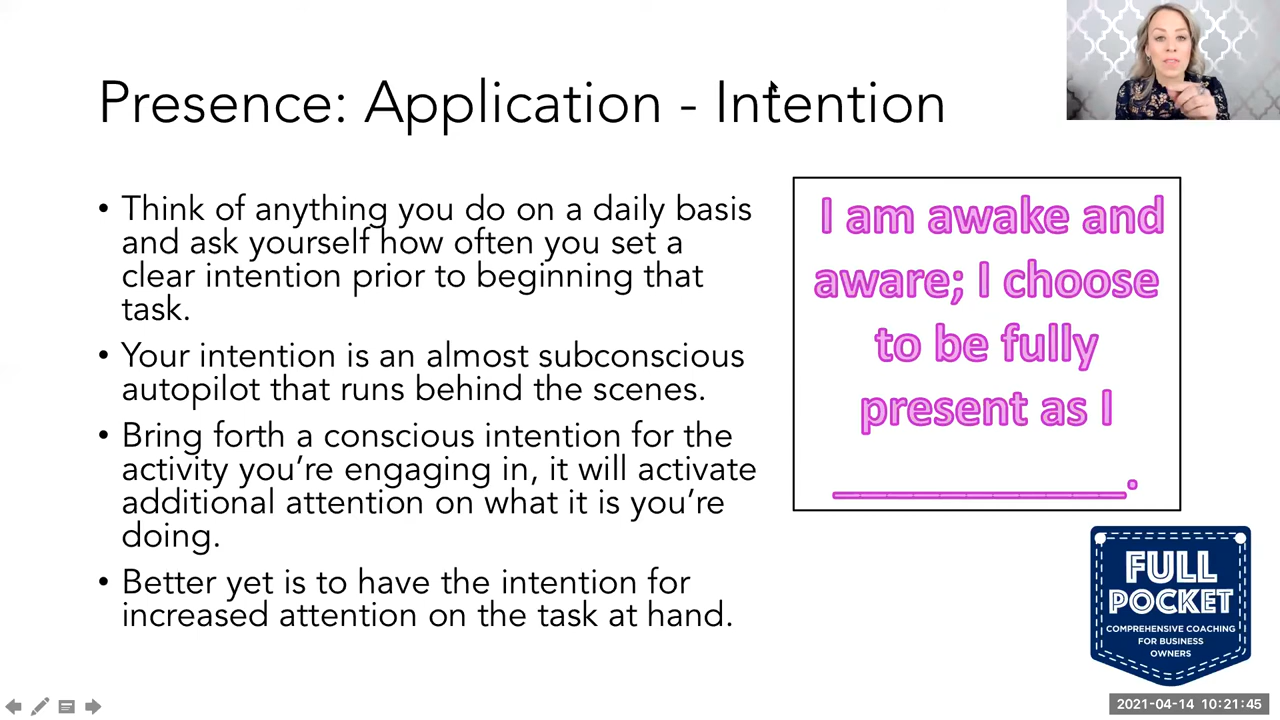 Presence: Application - Intention
• Think of anything you do on a daily basis
and ask yourself how often you set a
clear intention prior to beginning that
task.
• Your intention is an almost subconscious
autopilot that runs behind the scenes.
• Bring forth a conscious intention for the
activity you’re engaging in, it will activate
additional attention on what it is you’re
doing.
• Better yet is to have the intention for
increased attention on the task at hand.
I am awake and
aware; I choose
to be fully
present as I
____________.
FULL
POCKET
COMPREHENSIVE COACHING
FOR BUSINESS
OWNERS
2021-04-14 10:21:45